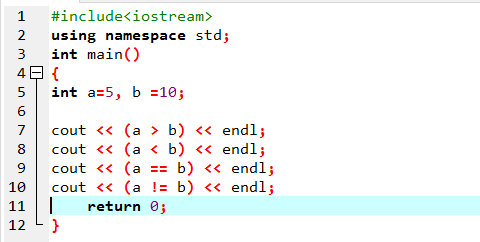 1 #include<iostream>
2 using namespace std;
3 int main()
4 {
5 int a=5, b =10;
6
7 cout << (a > b) << endl;
8 cout << (a < b) << endl;
9 cout << (a == b) << endl;
10 cout << (a != b) << endl;
11     return 0;
12 }